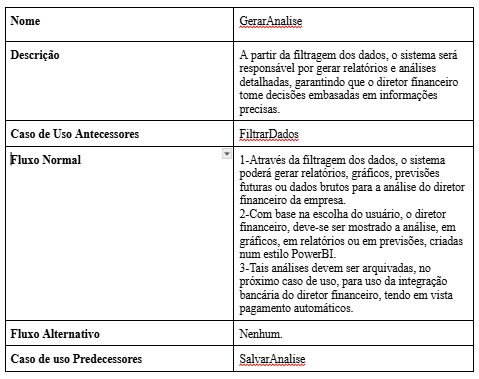 Nome
GerarAnalise
Descrição
A partir da filtragem dos dados, o sistema será
responsável por gerar relatórios e análises
detalhadas, garantindo que o diretor financeiro
tome decisões embasadas em informações
precisas.
Caso de Uso Antecessores
FiltrarDados
Fluxo Normal
1-Através da filtragem dos dados, o sistema
poderá gerar relatórios, gráficos, previsões
futuras ou dados brutos para a análise do diretor
financeiro da empresa.
2-Com base na escolha do usuário, o diretor
financeiro, deve-se ser mostrado a análise, em
gráficos, em relatórios ou em previsões, criadas
num estilo PowerBI.
3-Tais análises devem ser arquivadas, no
próximo caso de uso, para uso da integração
bancária do diretor financeiro, tendo em vista
pagamento automáticos.
Fluxo Alternativo
Nenhum.
Caso de uso Predecessores
SalvarAnalise